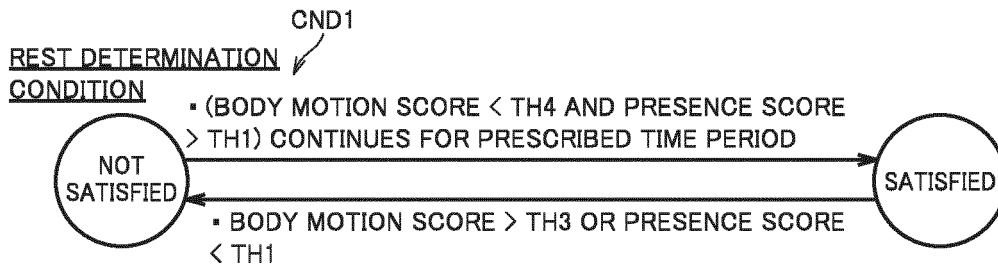 CND1
REST DETERMINATION
CONDITION
▪ (BODY MOTION SCORE < TH4 AND PRESENCE SCORE
> TH1) CONTINUES FOR PRESCRIBED TIME PERIOD
NOT
SATISFIED
SATISFIED
▪ BODY MOTION SCORE > TH3 OR PRESENCE SCORE
< TH1